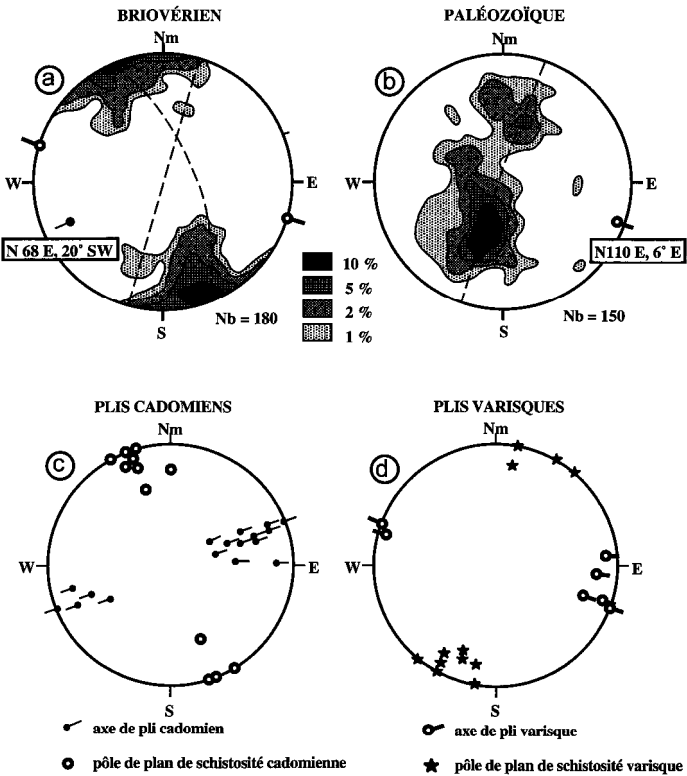 BRIOVÉRIEN
PALÉOZOÏQUE
Nm
Nm
a
b
W
E
W
E
N 68 E, 20° SW
N110 E, 6° E
10 %
5 %
2 %
1 %
Nb = 180
Nb = 150
S
S
PLIS CADOMIENS
PLIS VARISQUES
Nm
Nm
c
d
W
E
W
E
S
S
axe de pli cadomien
axe de pli varisque
pôle de plan de schistosité cadomienne
pôle de plan de schistosité varisque